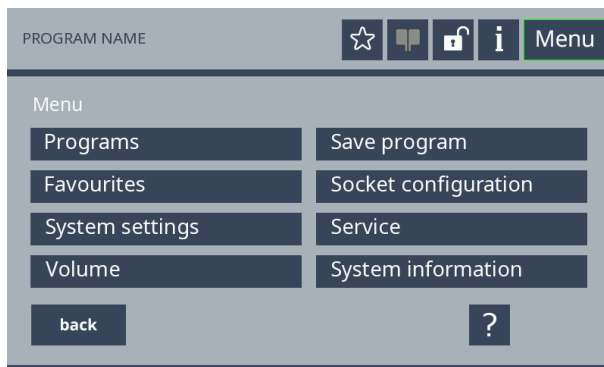 PROGRAM NAME
i
Menu
Menu
Programs
Save program
Favourites
Socket configuration
System settings
Service
Volume
System information
back
?